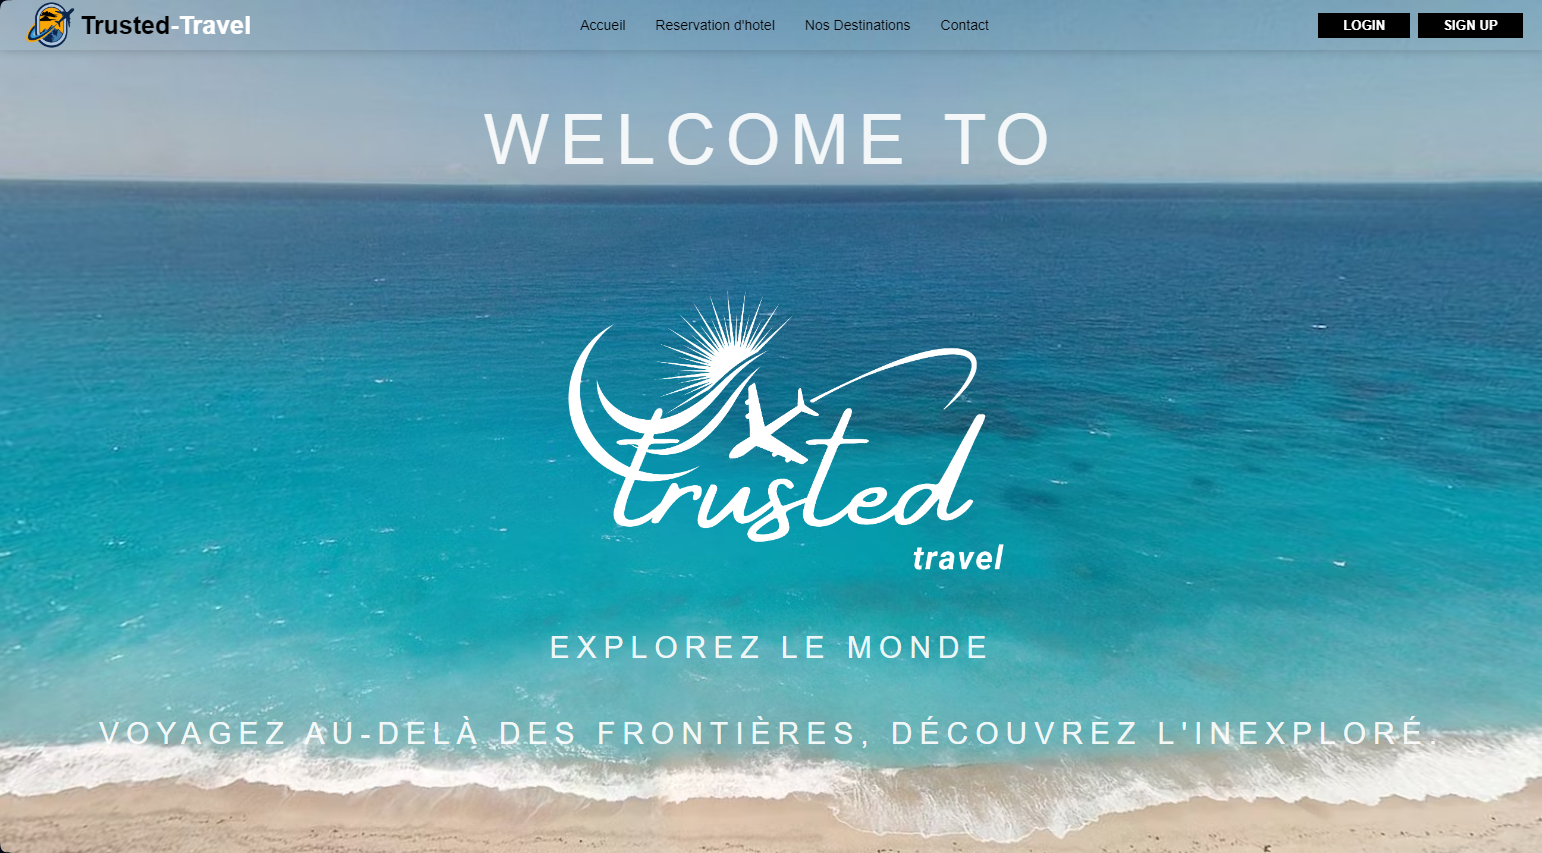 Trusted-Travel
Accueil
Reservation d'hotel
Nos Destinations
Contact
LOGIN
SIGN UP
WELCOME TO
trusted
travel
EXPLOREZ LE MONDE
VOYAGEZ AU-DELÀ DES FRONTIÈRES, DÉCOUVREZ L'INEXPLORÉ.